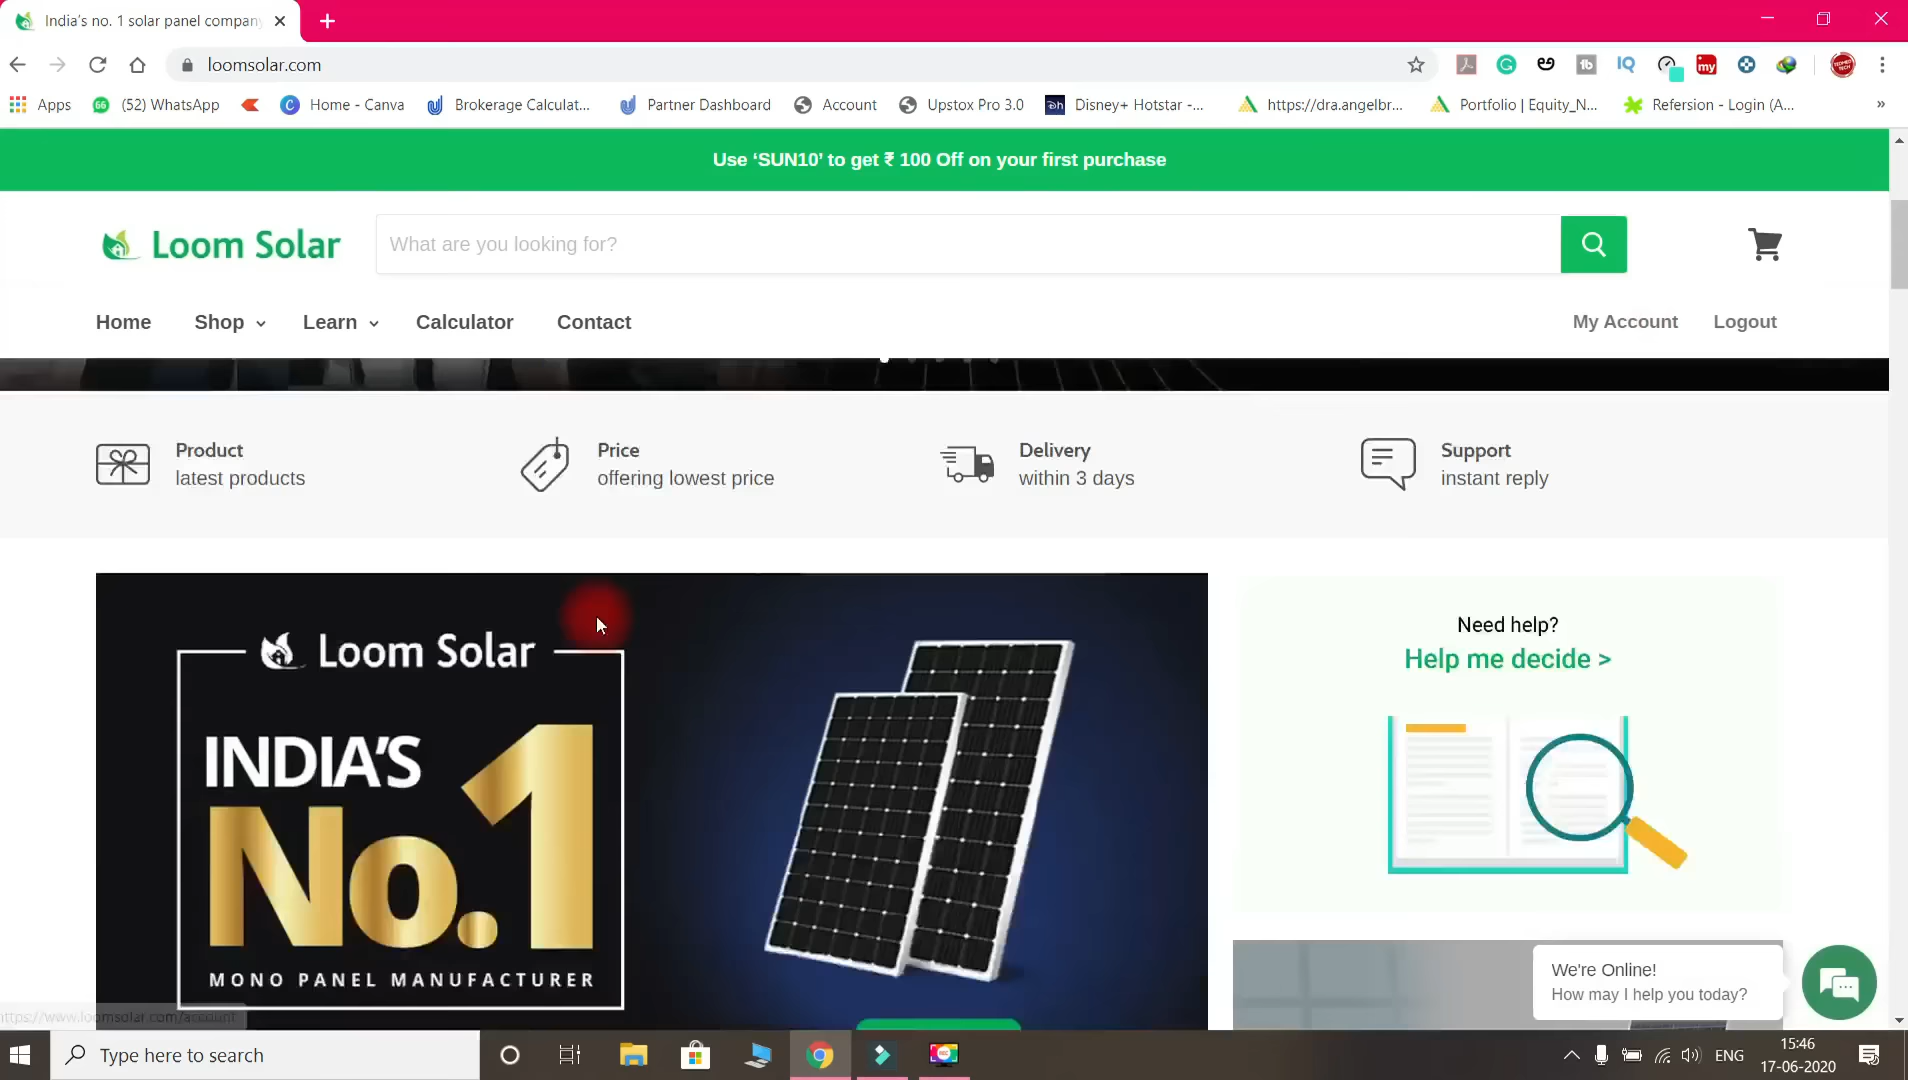 India's no. 1 solar panel company
loomsolar.com
Apps
(52) WhatsApp
Home - Canva
Brokerage Calculat...
Partner Dashboard
Account
Upstox Pro 3.0
Disney+ Hotstar -...
https://dra.angelbr...
Portfolio | Equity_N...
Refersion - Login (A...
»
Use ‘SUN10’ to get ₹ 100 Off on your first purchase
Loom Solar
What are you looking for?
Home
Shop
Learn
Calculator
Contact
My Account
Logout
Product
latest products
Price
offering lowest price
Delivery
within 3 days
Support
instant reply
Loom Solar
INDIA'S
No.1
MONO PANEL MANUFACTURER
Need help?
Help me decide >
We're Online!
How may I help you today?
https://www.loomsolar.com/account
Type here to search
ENG
15:46
17-06-2020